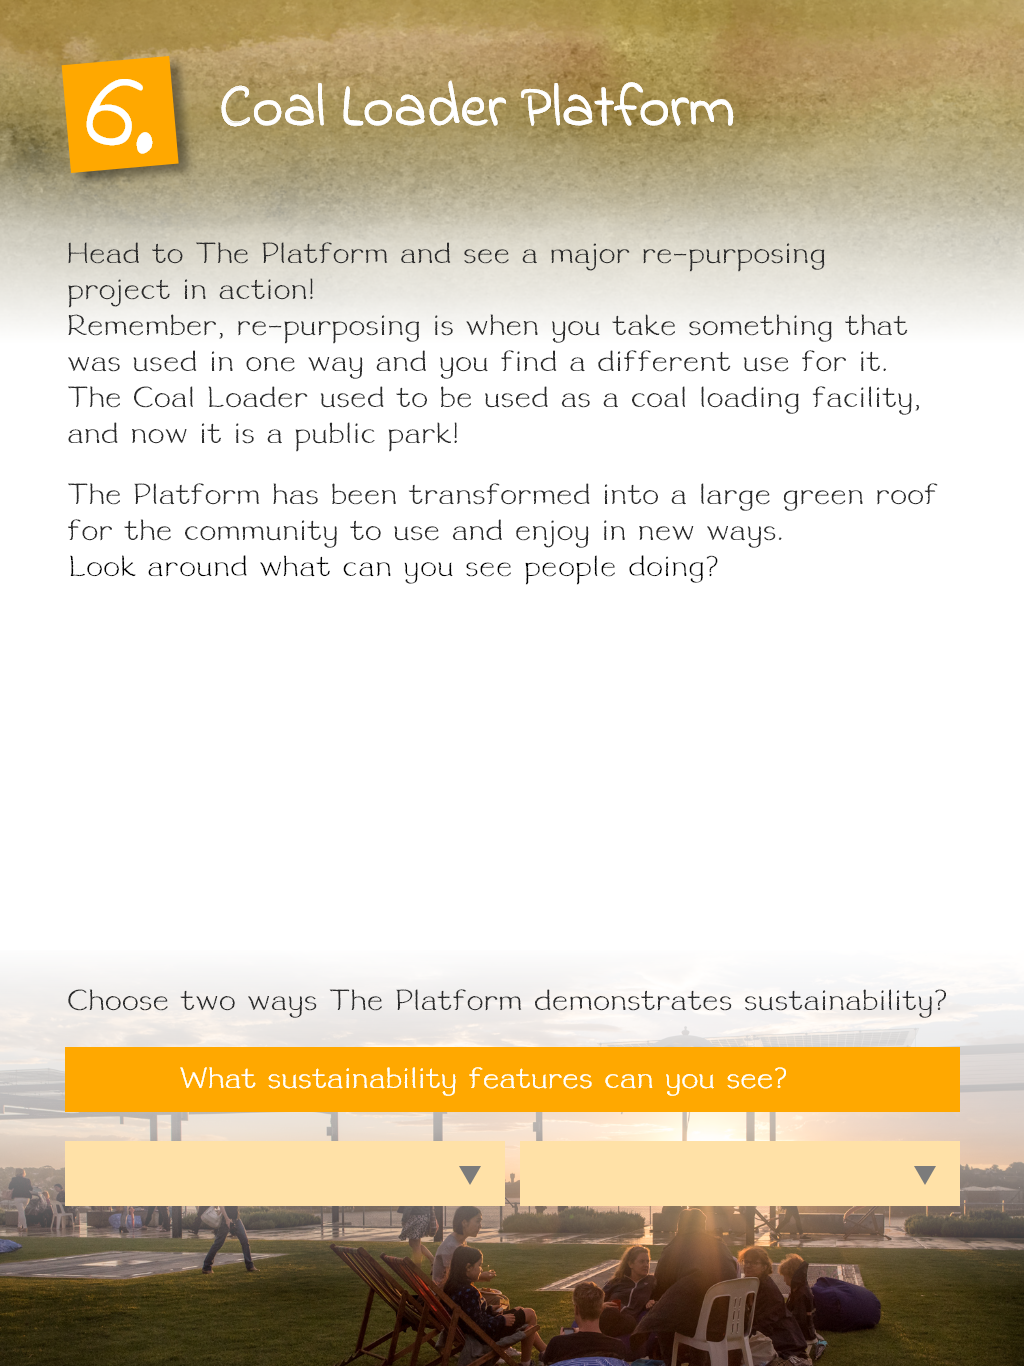 6.
Coal Loader Platform
Head to The Platform and see a major re-purposing
project in action!
Remember, re-purposing is when you take something that
was used in one way and you find a different use for it.
The Coal Loader used to be used as a coal loading facility,
and now it is a public park!
The Platform has been transformed into a large green roof
for the community to use and enjoy in new ways.
Look around what can you see people doing?
Choose two ways The Platform demonstrates sustainability?
What sustainability features can you see?